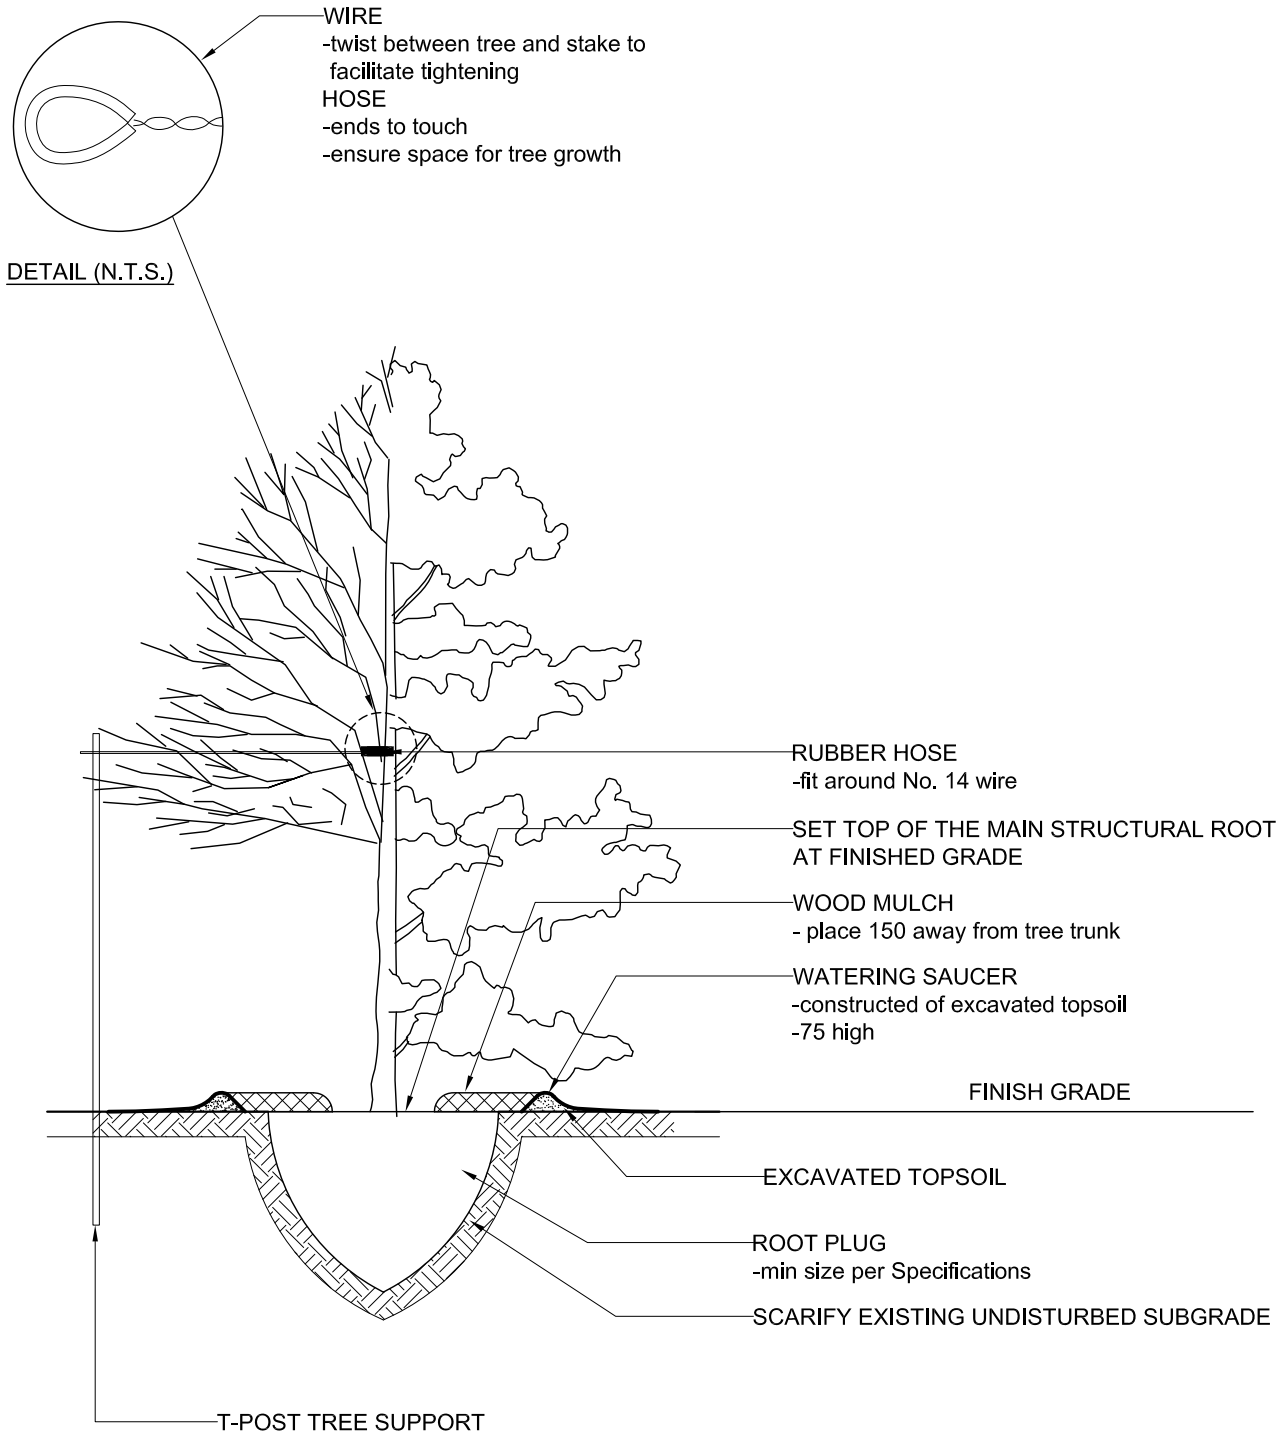 WIRE
-twist between tree and stake to
facilitate tightening
HOSE
-ends to touch
-ensure space for tree growth
DETAIL (N.T.S.)
RUBBER HOSE
-fit around No. 14 wire
SET TOP OF THE MAIN STRUCTURAL ROOT
AT FINISHED GRADE
WOOD MULCH
- place 150 away from tree trunk
WATERING SAUCER
-constructed of excavated topsoil
-75 high
FINISH GRADE
EXCAVATED TOPSOIL
ROOT PLUG
-min size per Specifications
SCARIFY EXISTING UNDISTURBED SUBGRADE
T-POST TREE SUPPORT